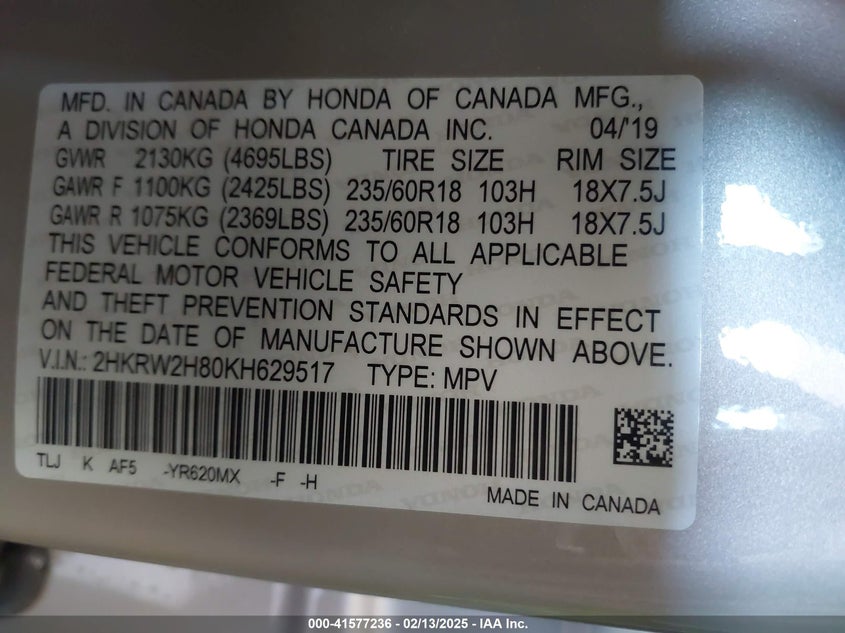 MFD. IN CANADA BY HONDA OF CANADA MFG.,
A DIVISION OF HONDA CANADA INC. 04/'19
GVWR 2130KG (4695LBS) TIRE SIZE RIM SIZE
GAWR F 1100KG (2425LBS) 235/60R18 103H 18X7.5J
GAWR R 1075KG (2369LBS) 235/60R18 103H 18X7.5J
THIS VEHICLE CONFORMS TO ALL APPLICABLE
FEDERAL MOTOR VEHICLE SAFETY
AND THEFT PREVENTION STANDARDS IN EFFECT
ON THE DATE OF MANUFACTURE SHOWN ABOVE.
V.I.N.: 2HKRW2H80KH629517 TYPE: MPV
TLJ K AF5 -YR620MX -F -H
MADE IN CANADA
000-41577236 - 02/13/2025 - IAA Inc.